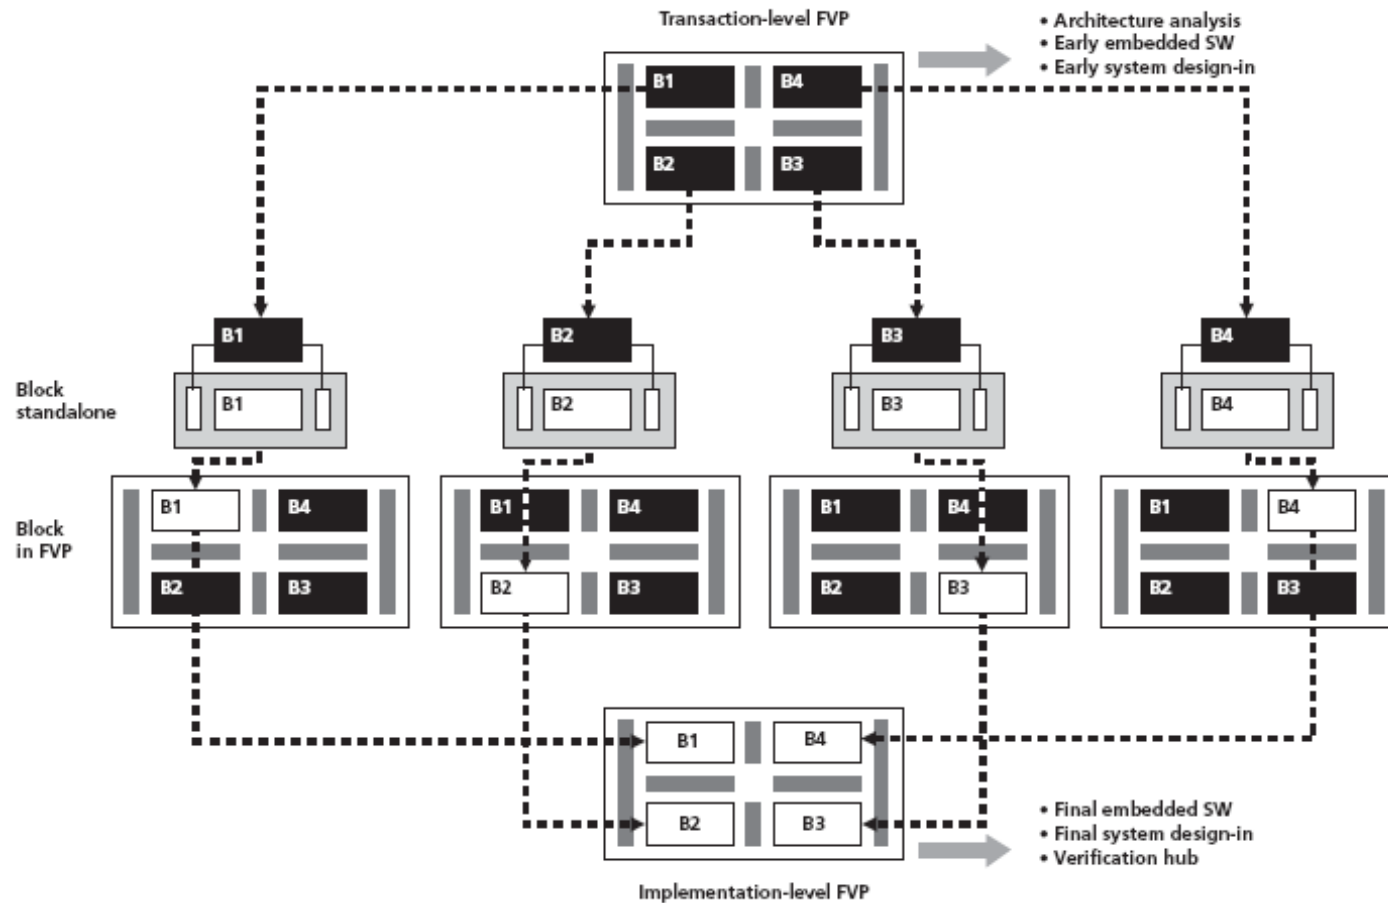 Transaction-level FVP
• Architecture analysis
• Early embedded SW
• Early system design-in
B1
B4
B2
B3
B1
B2
B3
B4
Block
standalone
B1
B2
B3
B4
Block
in FVP
B1
B4
B2
B3
B1
B4
B2
B3
B1
B4
B2
B3
B1
B4
B2
B3
B1
B4
B2
B3
• Final embedded SW
• Final system design-in
• Verification hub
Implementation-level FVP